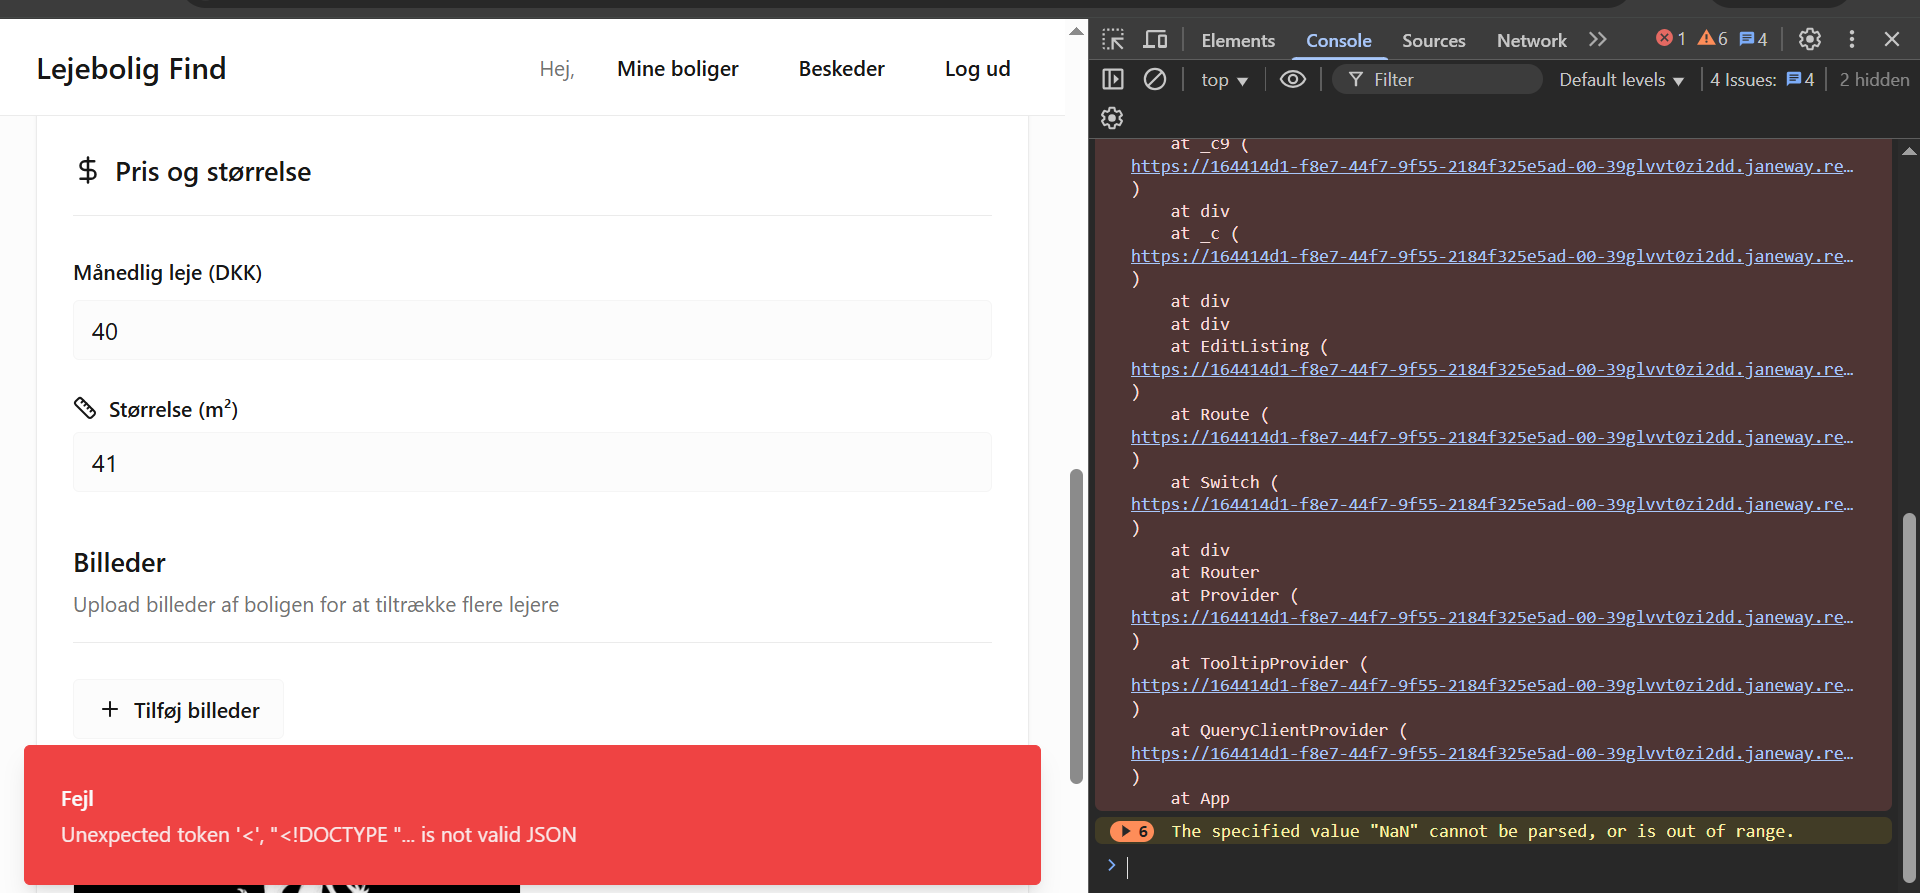 Lejebolig Find
Hej,
Mine boliger
Beskeder
Log ud
Pris og størrelse
Månedlig leje (DKK)
40
Størrelse (m²)
41
Billeder
Upload billeder af boligen for at tiltrække flere lejere
+ Tilføj billeder
Fejl
Unexpected token '<', "<!DOCTYPE "... is not valid JSON
Elements
Console
Sources
Network
1
6
4
top
Filter
Default levels
4 Issues:
4
2 hidden
at _c9 (
https://164414d1-f8e7-44f7-9f55-2184f325e5ad-00-39glvvt0zi2dd.janeway.re…
)
at div
at _c (
https://164414d1-f8e7-44f7-9f55-2184f325e5ad-00-39glvvt0zi2dd.janeway.re…
)
at div
at div
at EditListing (
https://164414d1-f8e7-44f7-9f55-2184f325e5ad-00-39glvvt0zi2dd.janeway.re…
)
at Route (
https://164414d1-f8e7-44f7-9f55-2184f325e5ad-00-39glvvt0zi2dd.janeway.re…
)
at Switch (
https://164414d1-f8e7-44f7-9f55-2184f325e5ad-00-39glvvt0zi2dd.janeway.re…
)
at div
at Router
at Provider (
https://164414d1-f8e7-44f7-9f55-2184f325e5ad-00-39glvvt0zi2dd.janeway.re…
)
at TooltipProvider (
https://164414d1-f8e7-44f7-9f55-2184f325e5ad-00-39glvvt0zi2dd.janeway.re…
)
at QueryClientProvider (
https://164414d1-f8e7-44f7-9f55-2184f325e5ad-00-39glvvt0zi2dd.janeway.re…
)
at App
6 The specified value "NaN" cannot be parsed, or is out of range.